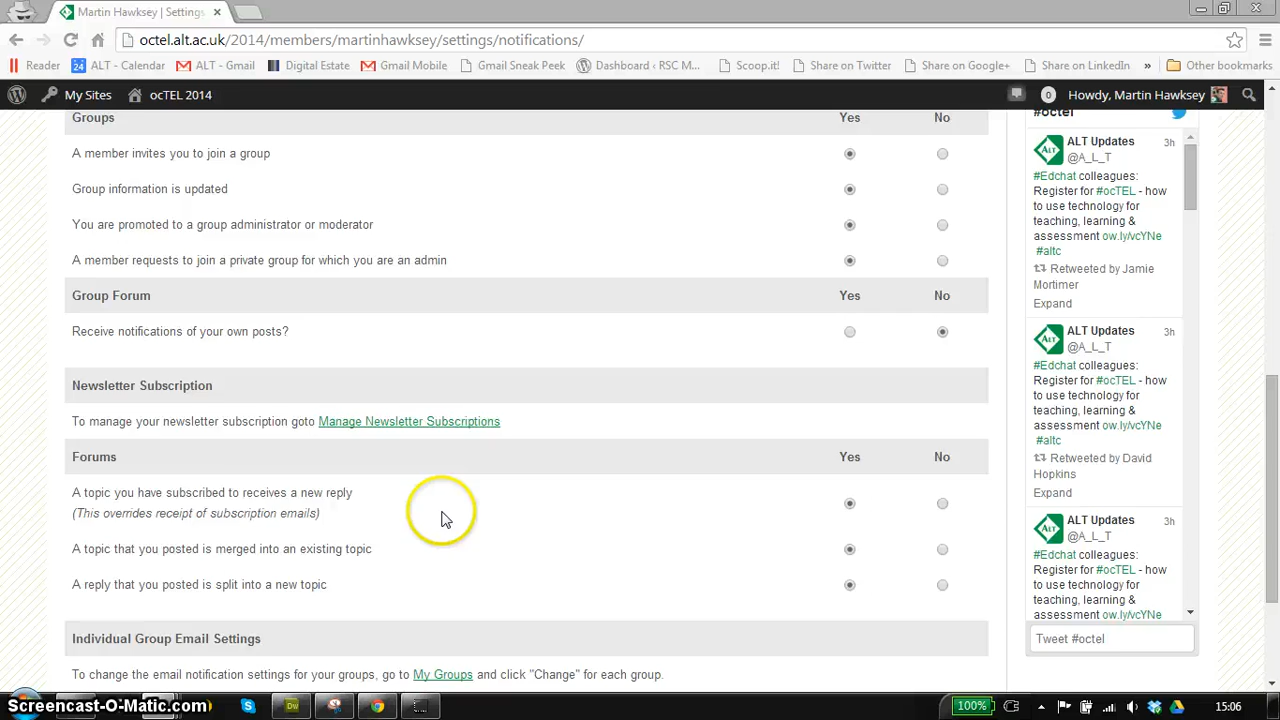 Martin Hawksey | Settings
octel.alt.ac.uk/2014/members/martinhawksey/settings/notifications/
Reader ALT - Calendar ALT - Gmail Digital Estate Gmail Mobile Gmail Sneak Peek Dashboard ‹ RSC M... Scoop.it! Share on Twitter Share on Google+ Share on LinkedIn » Other bookmarks
24
My Sites ocTEL 2014 0 Howdy, Martin Hawksey
Groups Yes No
A member invites you to join a group
Group information is updated
You are promoted to a group administrator or moderator
A member requests to join a private group for which you are an admin
Group Forum Yes No
Receive notifications of your own posts?
Newsletter Subscription
To manage your newsletter subscription goto Manage Newsletter Subscriptions
Forums Yes No
A topic you have subscribed to receives a new reply
(This overrides receipt of subscription emails)
A topic that you posted is merged into an existing topic
A reply that you posted is split into a new topic
Individual Group Email Settings
To change the email notification settings for your groups, go to My Groups and click "Change" for each group.
#octel
ALT Updates 3h
@A_L_T
#Edchat colleagues:
Register for #ocTEL - how
to use technology for
teaching, learning &
assessment ow.ly/vcYNe
#altc
Retweeted by Jamie
Mortimer
Expand
ALT Updates 3h
@A_L_T
#Edchat colleagues:
Register for #ocTEL - how
to use technology for
teaching, learning &
assessment ow.ly/vcYNe
#altc
Retweeted by David
Hopkins
Expand
ALT Updates 3h
@A_L_T
#Edchat colleagues:
Register for #ocTEL - how
to use technology for
teaching, learning &
assessment ow.ly/vcYNe
Tweet #octel
Screencast-O-Matic.com
Dw
100%
15:06